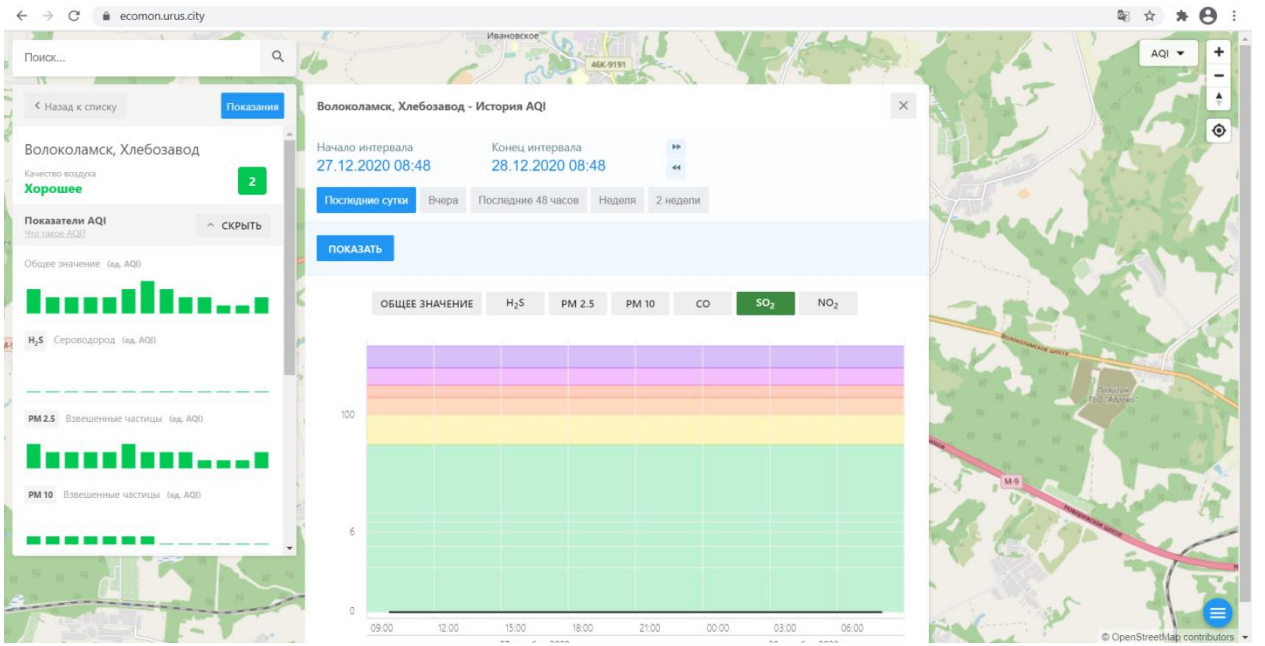 ecomon.urus.city
Поиск...
Назад к списку
Показания
Волоколамск, Хлебозавод
Качество воздуха
Хорошее
2
Показатели AQI
Что такое AQI?
СКРЫТЬ
Общее значение (ед. AQI)
H₂S Сероводород (ед. AQI)
PM 2.5 Взвешенные частицы (ед. AQI)
PM 10 Взвешенные частицы (ед. AQI)
Волоколамск, Хлебозавод - История AQI
Начало интервала
27.12.2020 08:48
Конец интервала
28.12.2020 08:48
Последние сутки
Вчера
Последние 48 часов
Неделя
2 недели
ПОКАЗАТЬ
ОБЩЕЕ ЗНАЧЕНИЕ
H₂S
PM 2.5
PM 10
CO
SO₂
NO₂
100
6
0
09:00
12:00
15:00
18:00
21:00
00:00
03:00
06:00
Ивановское
46К-9191
AQI
Волоколамское шоссе
Полигон
ТБО "Ядрово"
М-9
Новорижское шоссе
© OpenStreetMap contributors